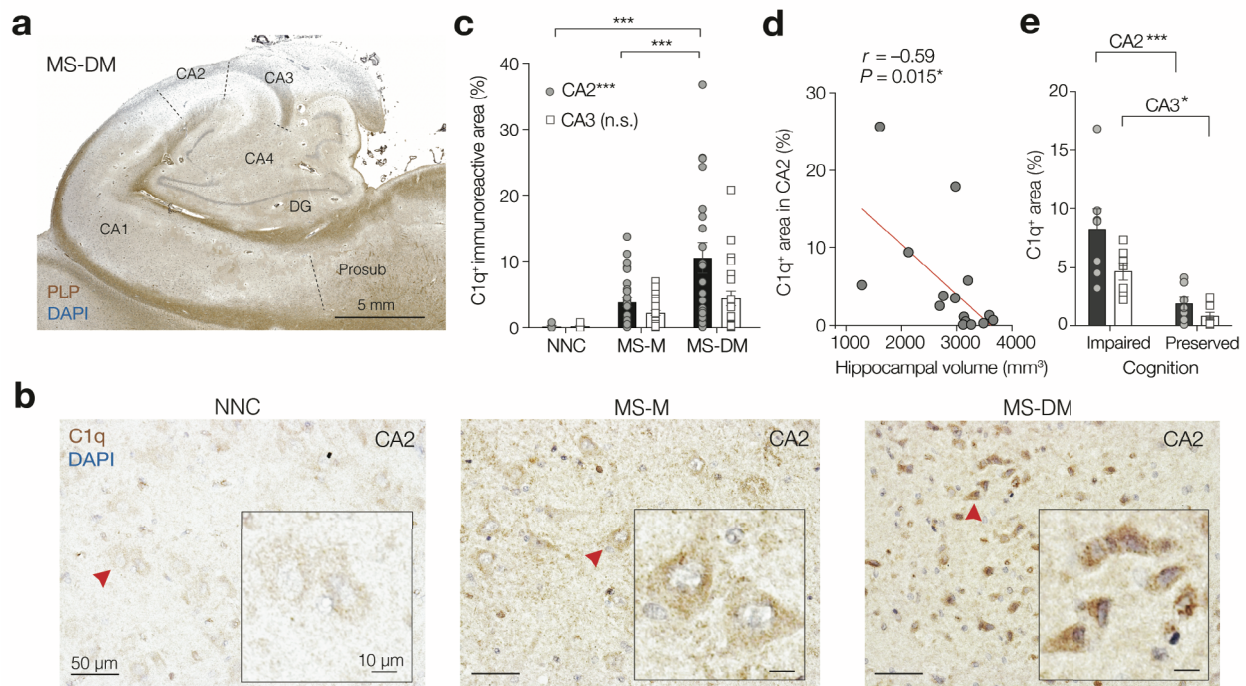 a
MS-DM
CA2
CA3
CA4
CA1
DG
Prosub
PLP
DAPI
5 mm
c
***
***
C1q⁺ immunoreactive area (%)
40
30
20
10
0
CA2***
CA3 (n.s.)
NNC
MS-M
MS-DM
d
r = –0.59
P = 0.015*
C1q⁺ area in CA2 (%)
30
20
10
0
1000
2000
3000
4000
Hippocampal volume (mm³)
e
CA2***
CA3*
C1q⁺ area (%)
20
15
10
5
0
Impaired
Preserved
Cognition
b
NNC
C1q
DAPI
CA2
50 µm
10 µm
MS-M
CA2
MS-DM
CA2